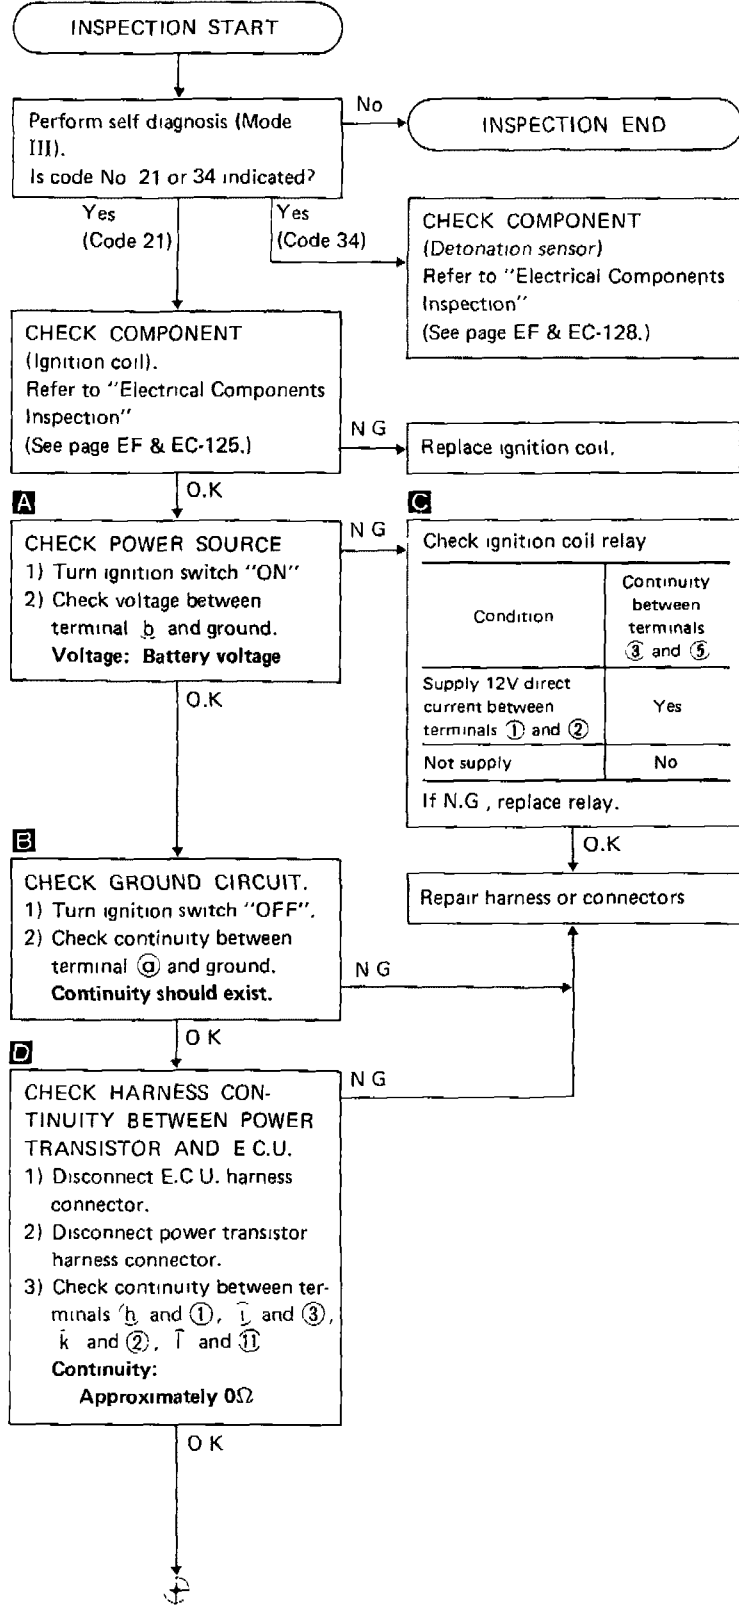 INSPECTION START
Perform self diagnosis (Mode
III).
Is code No 21 or 34 indicated?
No
INSPECTION END
Yes
(Code 21)
Yes
(Code 34)
CHECK COMPONENT
(Detonation sensor)
Refer to "Electrical Components
Inspection"
(See page EF & EC-128.)
CHECK COMPONENT
(Ignition coil).
Refer to "Electrical Components
Inspection"
(See page EF & EC-125.)
N G
Replace ignition coil.
O.K
A
CHECK POWER SOURCE
1) Turn ignition switch "ON"
2) Check voltage between
terminal b and ground.
Voltage: Battery voltage
N G
C
Check ignition coil relay
Condition
Continuity
between
terminals
③ and ⑤
Supply 12V direct
current between
terminals ① and ②
Yes
Not supply
No
If N.G , replace relay.
O.K
O.K
Repair harness or connectors
B
CHECK GROUND CIRCUIT.
1) Turn ignition switch "OFF".
2) Check continuity between
terminal ⓐ and ground.
Continuity should exist.
N G
O K
D
CHECK HARNESS CON-
TINUITY BETWEEN POWER
TRANSISTOR AND E C.U.
1) Disconnect E.C U. harness
connector.
2) Disconnect power transistor
harness connector.
3) Check continuity between ter-
minals h and ①, i and ③,
k and ②, l and ⑪
Continuity:
Approximately 0Ω
N G
O K